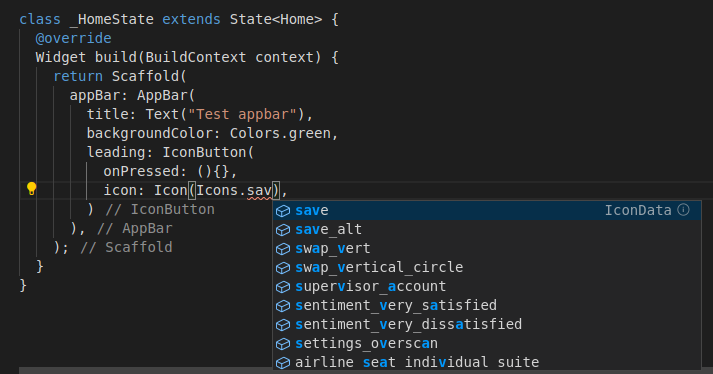 class _HomeState extends State<Home> {
@override
Widget build(BuildContext context) {
return Scaffold(
appBar: AppBar(
title: Text("Test appbar"),
backgroundColor: Colors.green,
leading: IconButton(
onPressed: (){},
icon: Icon(Icons.sav),
) // IconButton
), // AppBar
); // Scaffold
}
}
save IconData
save_alt
swap_vert
swap_vertical_circle
supervisor_account
sentiment_very_satisfied
sentiment_very_dissatisfied
settings_overscan
airline_seat_individual_suite